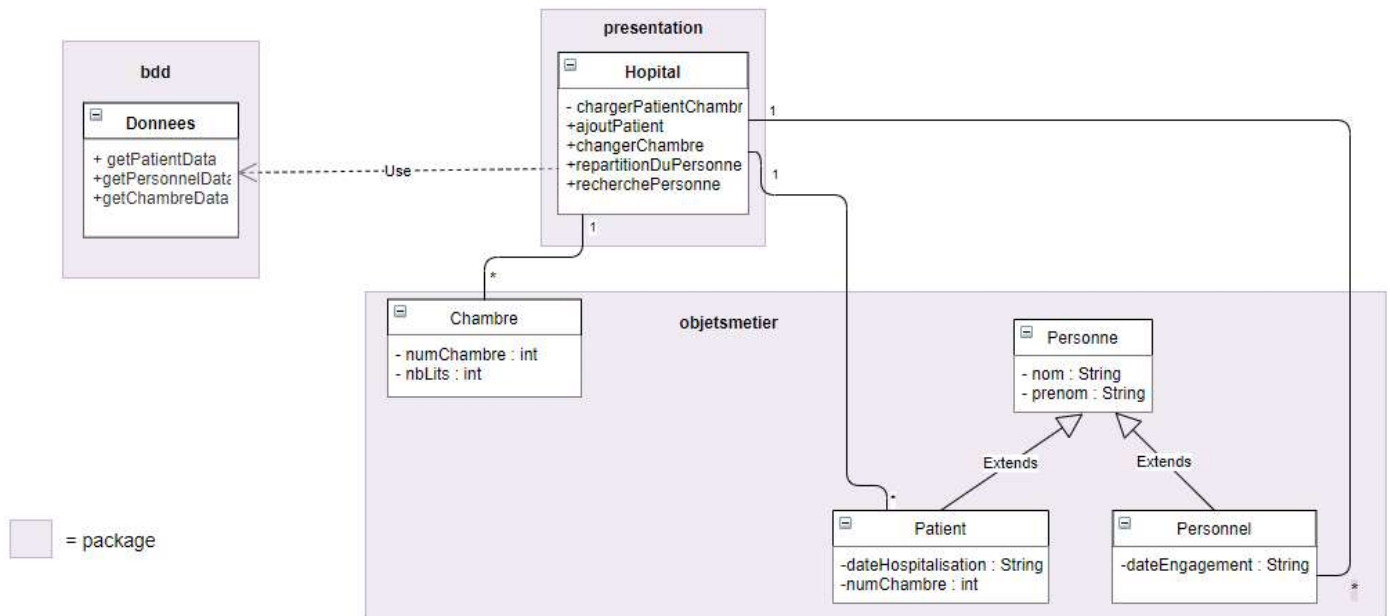 bdd
Donnees
+ getPatientData
+getPersonnelData
+getChambreData
Use
presentation
Hopital
- chargerPatientChambr
+ajoutPatient
+changerChambre
+repartitionDuPersonne
+recherchePersonne
1
1
1
*
*
*
objetsmetier
Chambre
- numChambre : int
- nbLits : int
Personne
- nom : String
- prenom : String
Extends
Extends
Patient
-dateHospitalisation : String
-numChambre : int
Personnel
-dateEngagement : String
= package